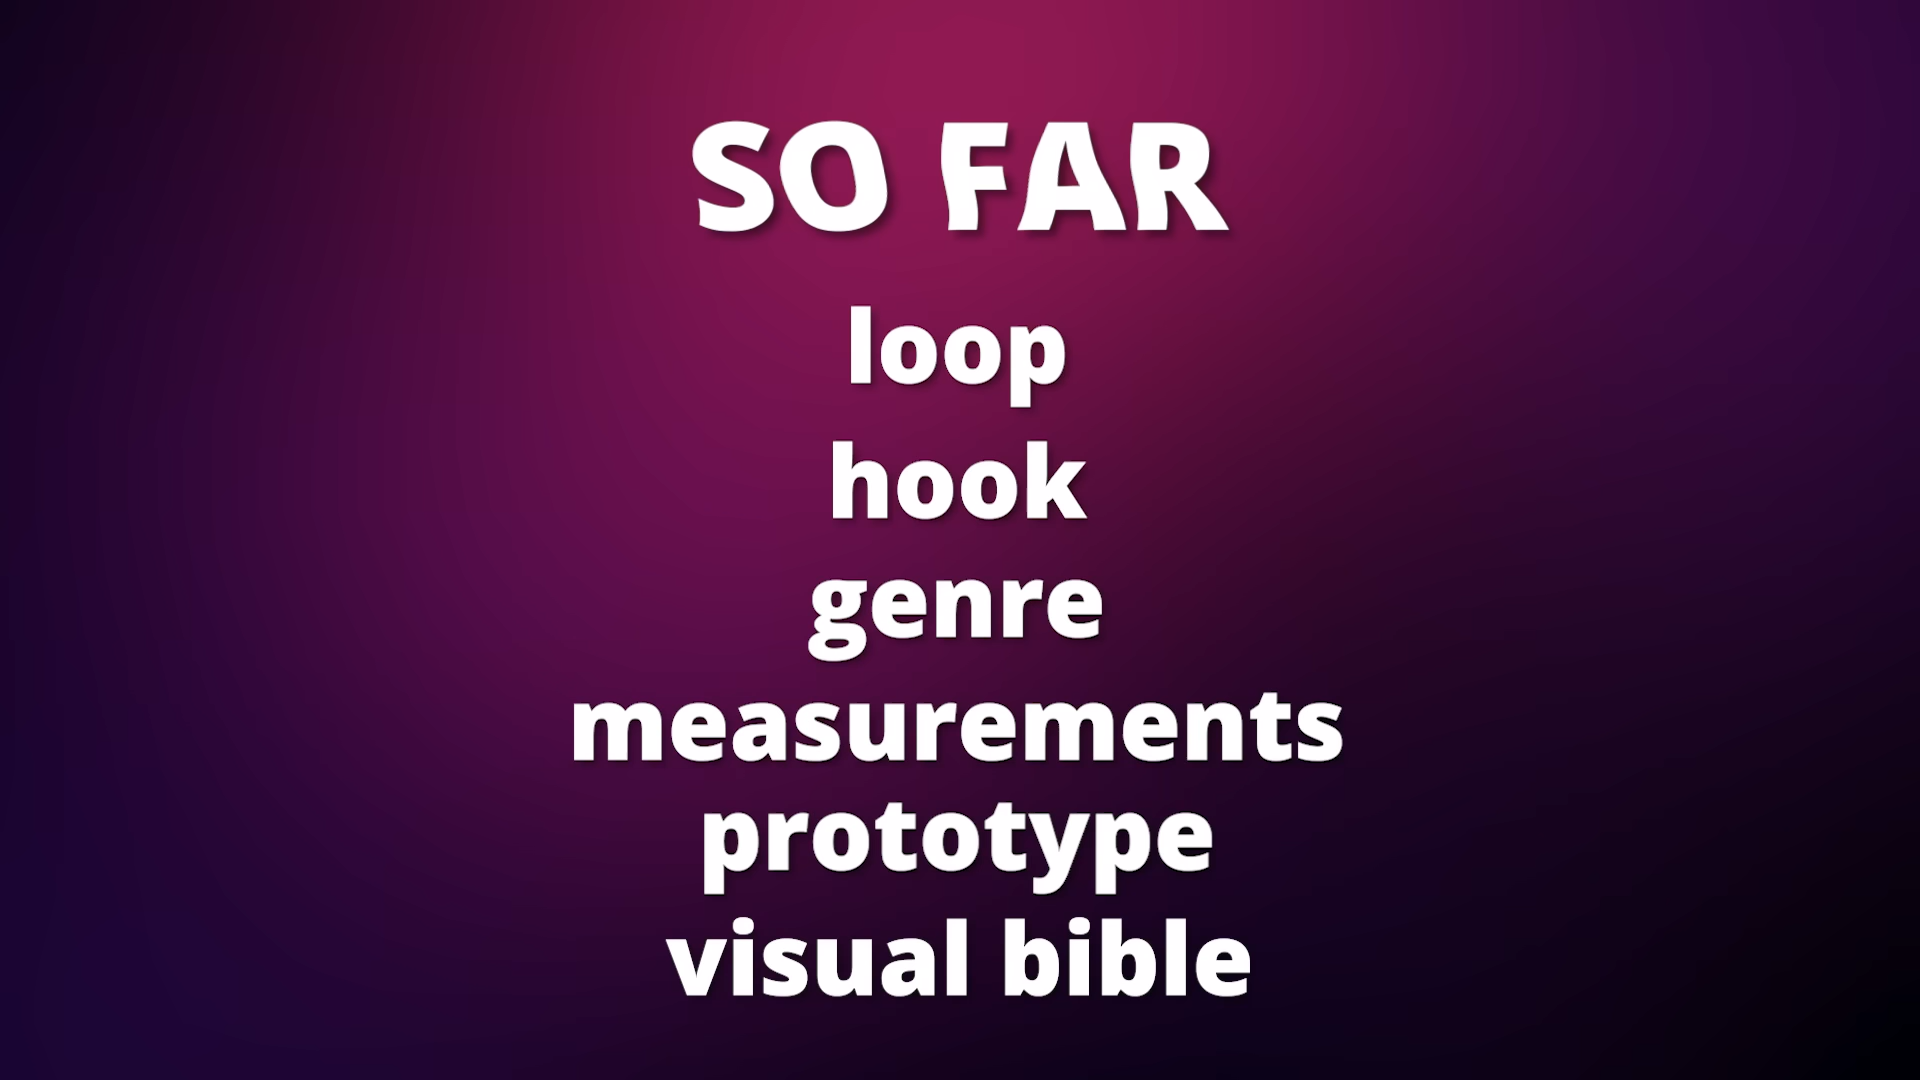 SO FAR
loop
hook
genre
measurements
prototype
visual bible